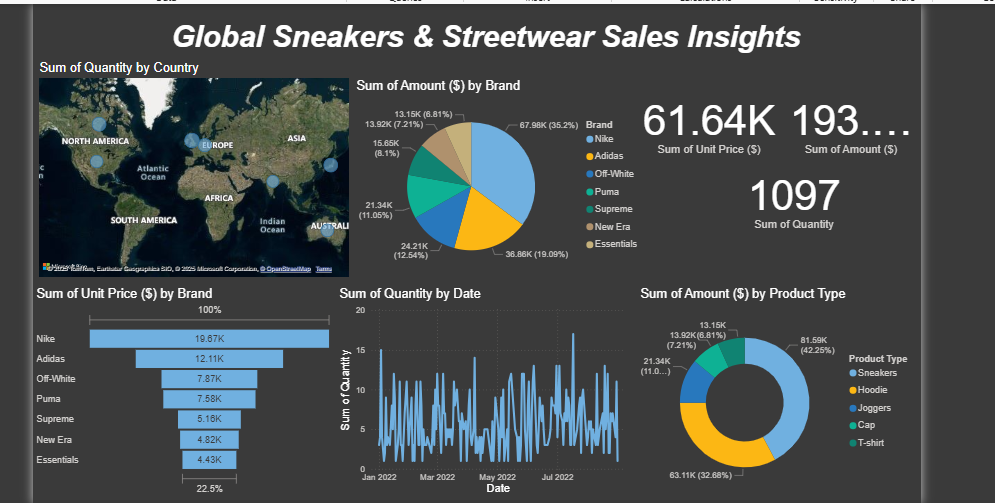 Global Sneakers & Streetwear Sales Insights
Sum of Quantity by Country
NORTH AMERICA
EUROPE
ASIA
Atlantic
Ocean
AFRICA
SOUTH AMERICA
Indian
Ocean
AUSTRALI
© 2025 Microsoft Corporation, © OpenStreetMap Terms
Sum of Amount ($) by Brand
13.15K (6.81%)
13.92K (7.21%)
15.65K
(8.1%)
21.34K
(11.05%)
24.21K
(12.54%)
36.86K (19.09%)
67.98K (35.2%)
Brand
Nike
Adidas
Off-White
Puma
Supreme
New Era
Essentials
61.64K
Sum of Unit Price ($)
193....
Sum of Amount ($)
1097
Sum of Quantity
Sum of Unit Price ($) by Brand
100%
Nike
19.67K
Adidas
12.11K
Off-White
7.87K
Puma
7.58K
Supreme
5.16K
New Era
4.82K
Essentials
4.43K
22.5%
Sum of Quantity by Date
Sum of Quantity
20
15
10
5
0
Jan 2022
Mar 2022
May 2022
Jul 2022
Date
Sum of Amount ($) by Product Type
13.15K
(6.81%)
13.92K
(7.21%)
21.34K
(11.0...)
63.11K (32.68%)
81.59K
(42.25%)
Product Type
Sneakers
Hoodie
Joggers
Cap
T-shirt